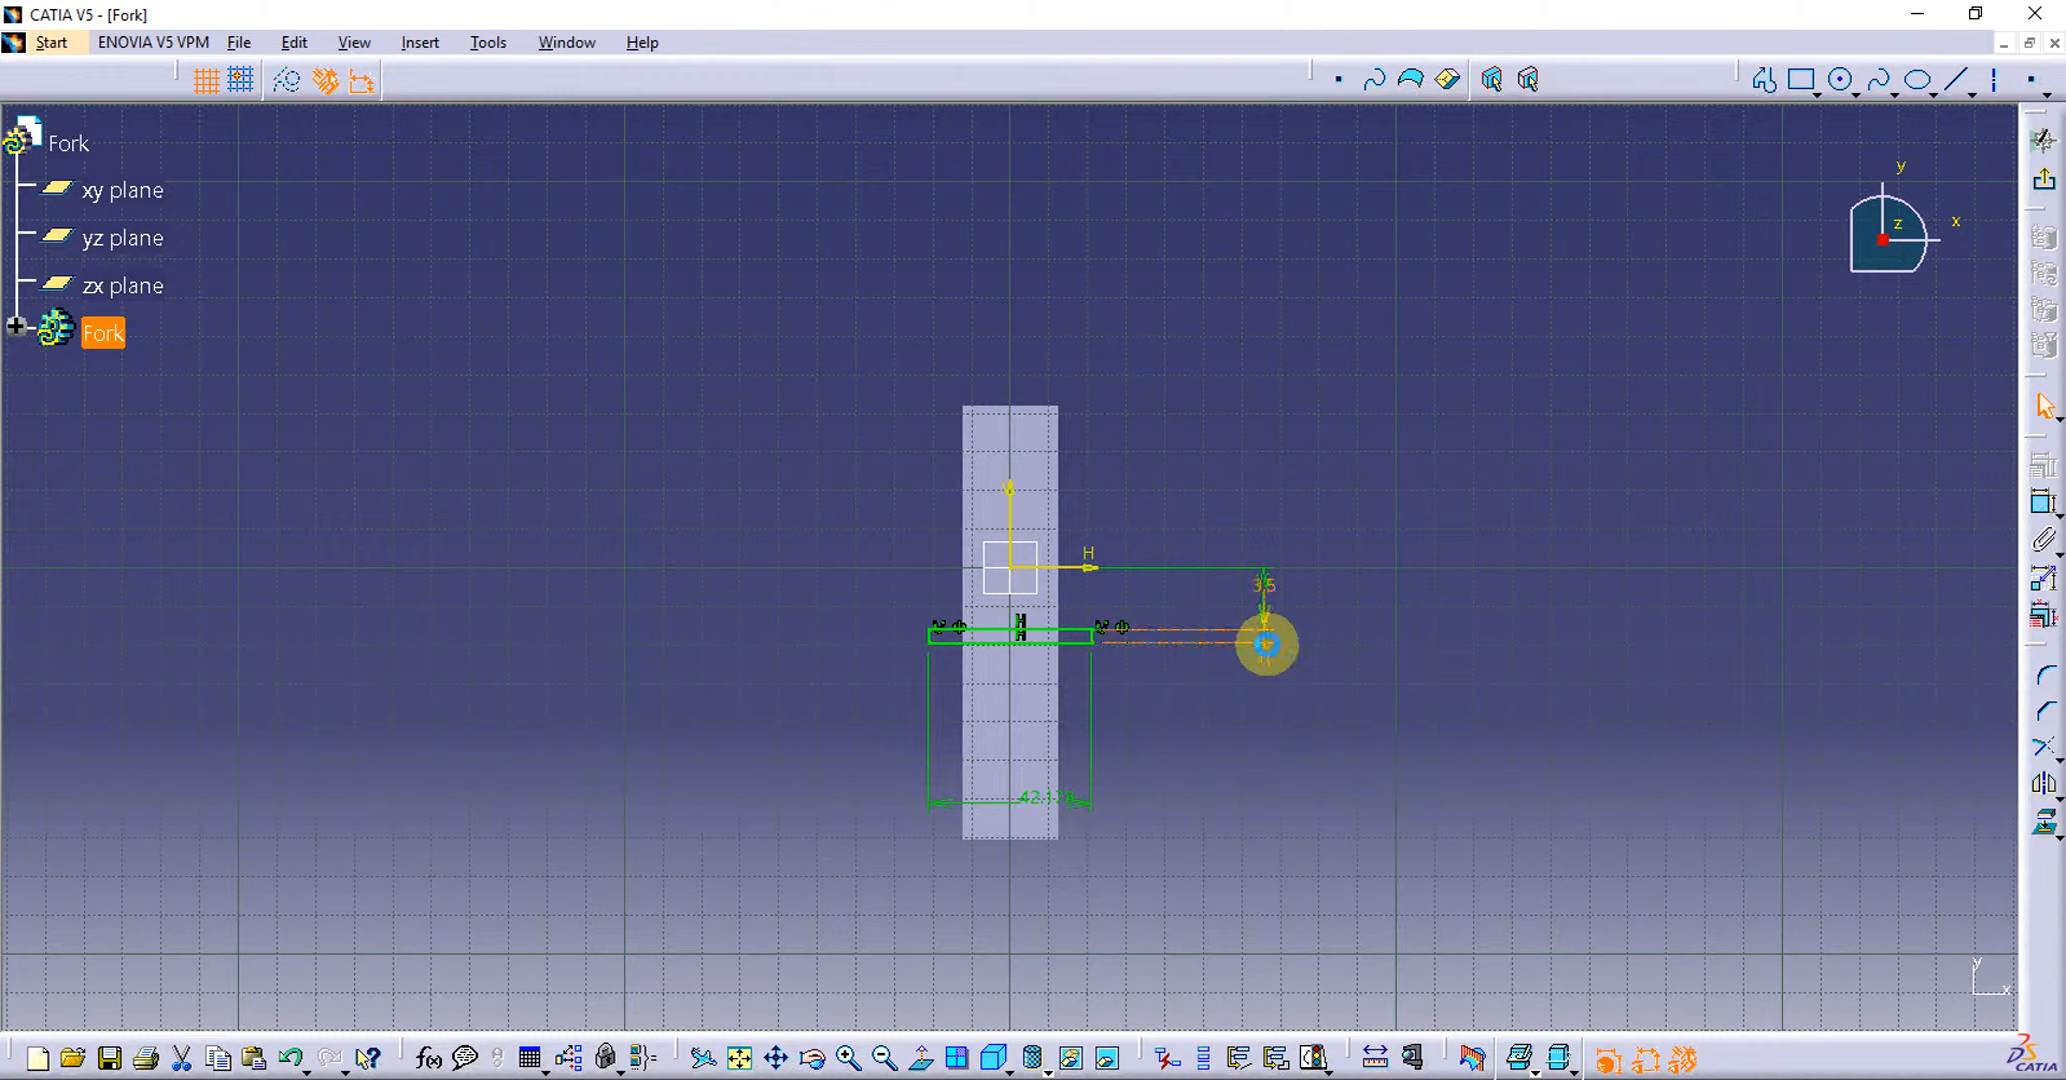 CATIA V5 - [Fork]
Start ENOVIA V5 VPM File Edit View Insert Tools Window Help
Fork
xy plane
yz plane
zx plane
Fork
y
x
z
V
H
V
H
H
V
y
x
f(x)
CATIA